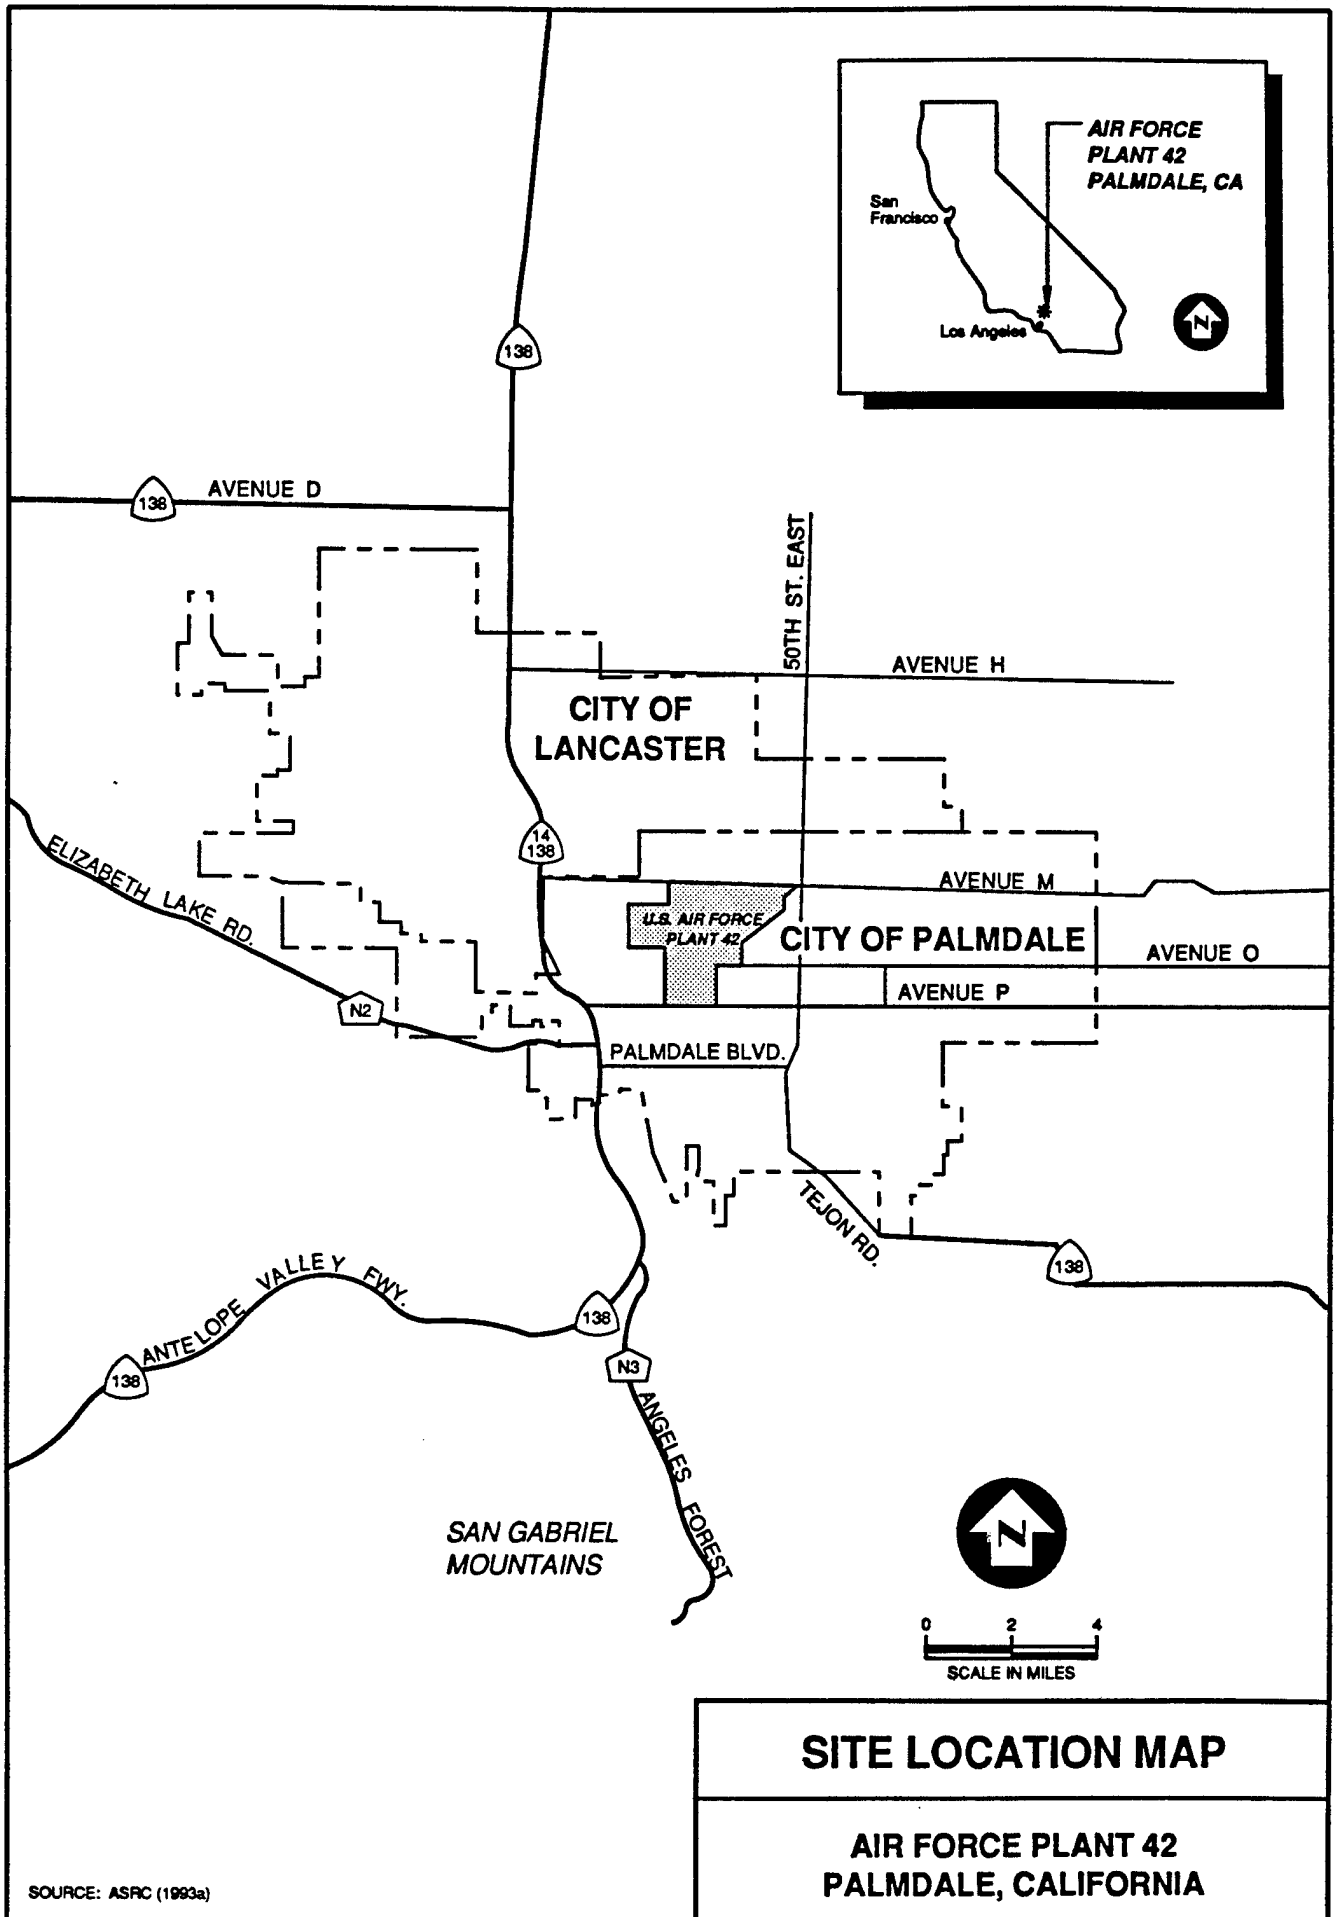 AIR FORCE
PLANT 42
PALMDALE, CA
San
Francisco
Los Angeles
N
138
138
AVENUE D
50TH ST. EAST
AVENUE H
CITY OF
LANCASTER
14
138
ELIZABETH LAKE RD.
AVENUE M
U.S. AIR FORCE
PLANT 42
CITY OF PALMDALE
AVENUE O
AVENUE P
N2
PALMDALE BLVD.
TEJON RD.
138
ANTELOPE VALLEY FWY.
138
138
N3
ANGELES FOREST
SAN GABRIEL
MOUNTAINS
N
0 2 4
SCALE IN MILES
SITE LOCATION MAP
AIR FORCE PLANT 42
PALMDALE, CALIFORNIA
SOURCE: ASRC (1993a)